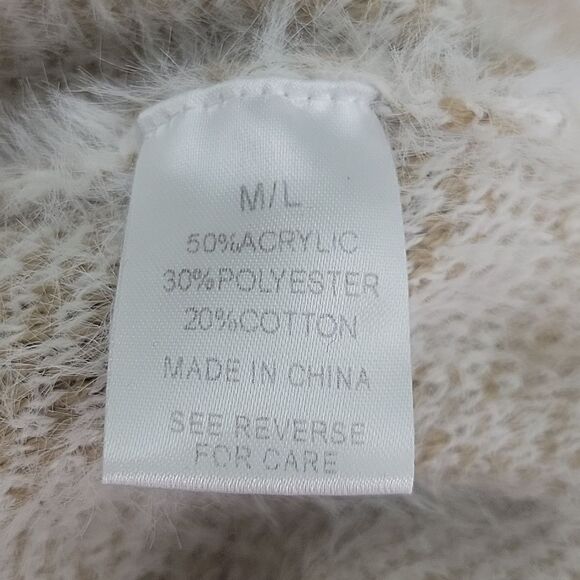 M/L
50%ACRYLIC
30%POLYESTER
20%COTTON
MADE IN CHINA
SEE REVERSE
FOR CARE